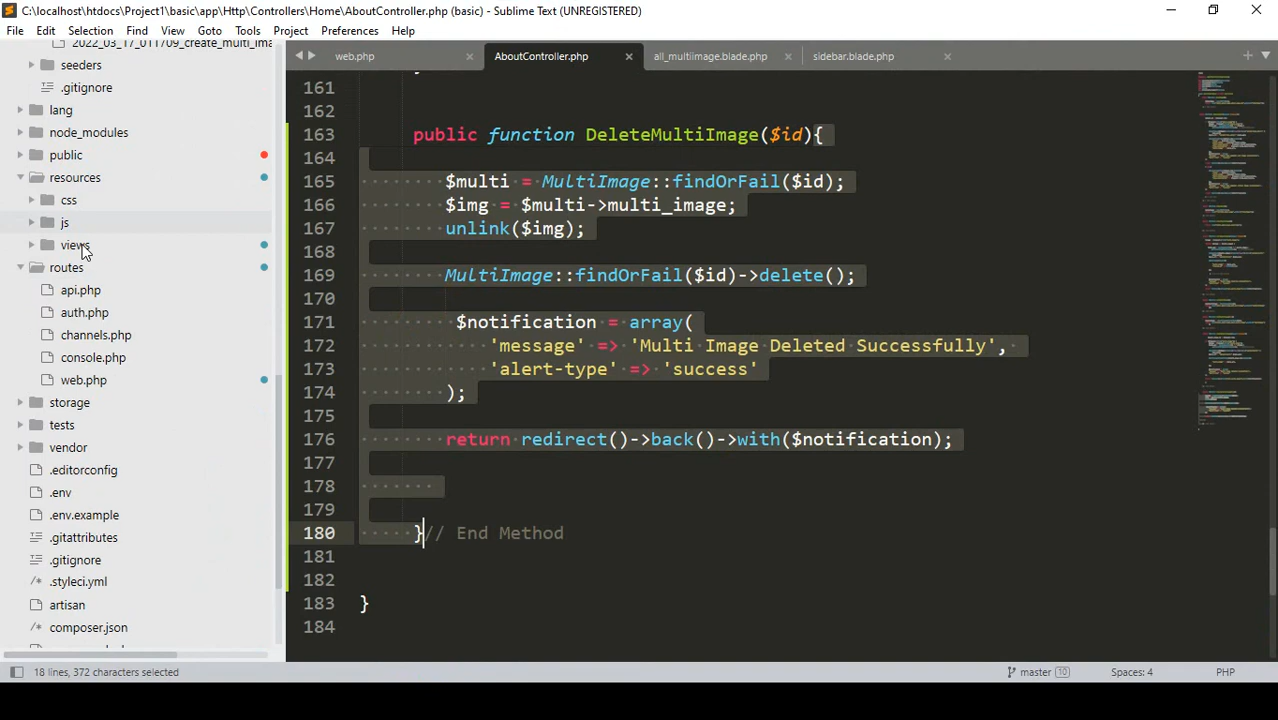 C:\localhost\htdocs\Project1\basic\app\Http\Controllers\Home\AboutController.php (basic) - Sublime Text (UNREGISTERED)
File Edit Selection Find View Goto Tools Project Preferences Help
2022_03_17_011709_create_multi_ima
seeders
.gitignore
lang
node_modules
public
resources
css
js
views
routes
api.php
auth.php
channels.php
console.php
web.php
storage
tests
vendor
.editorconfig
.env
.env.example
.gitattributes
.gitignore
.styleci.yml
artisan
composer.json
web.php AboutController.php all_multiimage.blade.php sidebar.blade.php
161
162
163 public function DeleteMultiImage($id){
164
165 $multi = MultiImage::findOrFail($id);
166 $img = $multi->multi_image;
167 unlink($img);
168
169 MultiImage::findOrFail($id)->delete();
170
171 $notification = array(
172 'message' => 'Multi Image Deleted Successfully',
173 'alert-type' => 'success'
174 );
175
176 return redirect()->back()->with($notification);
177
178
179
180 }// End Method
181
182
183 }
184
18 lines, 372 characters selected master 10 Spaces: 4 PHP